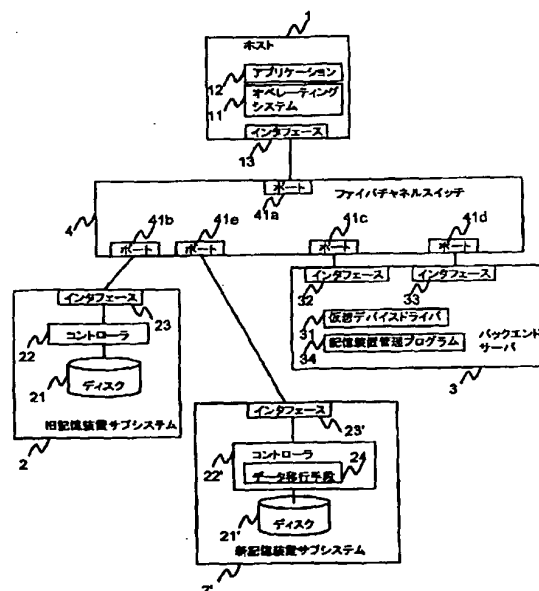 1
ホスト
12
アプリケーション
11
オペレーティング
システム
インタフェース
13
ポート
ファイバチャネルスイッチ
41a
4
41b
41e
41c
41d
ポート
ポート
ポート
ポート
インタフェース
23
22
コントローラ
21
ディスク
旧記憶装置サブシステム
2
インタフェース
インタフェース
32
33
仮想デバイスドライバ
31
バックエンド
サーバ
記憶装置管理プログラム
34
3
インタフェース
23'
コントローラ
24
22'
データ移行手段
ディスク
21'
新記憶装置サブシステム
2'